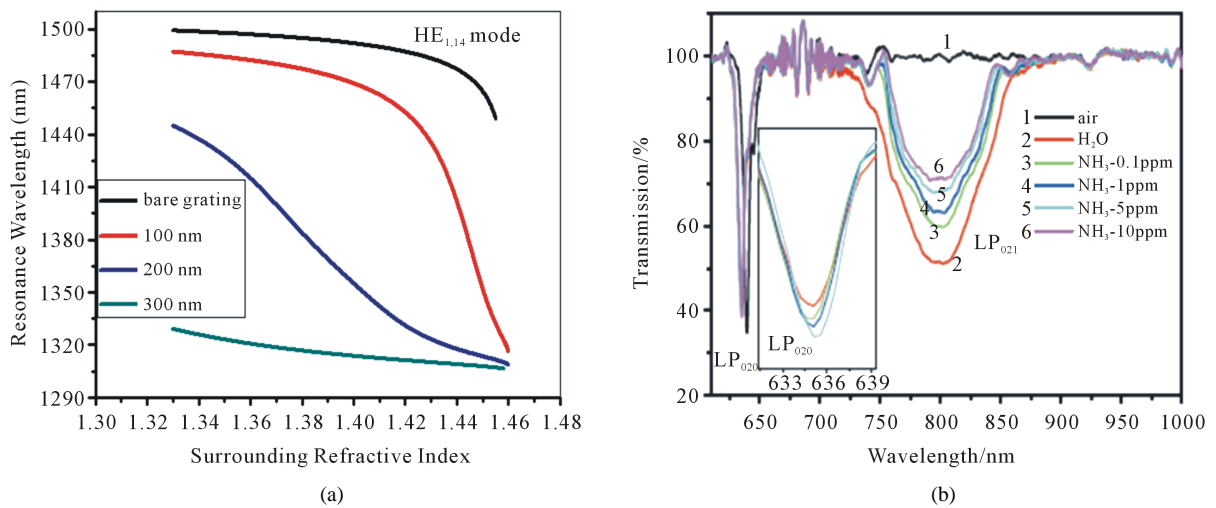 HE1,14 mode
Resonance Wavelength (nm)
1500
1470
1440
1410
1380
1350
1320
1290
bare grating
100 nm
200 nm
300 nm
1.30 1.32 1.34 1.36 1.38 1.40 1.42 1.44 1.46 1.48
Surrounding Refractive Index
(a)
Transmission/%
100
80
60
40
20
1
1 air
2 H2O
3 NH3-0.1ppm
4 NH3-1ppm
5 NH3-5ppm
6 NH3-10ppm
6
5
4
3
2
LP021
LP020
633 636 639
LP020
650 700 750 800 850 900 950 1000
Wavelength/nm
(b)